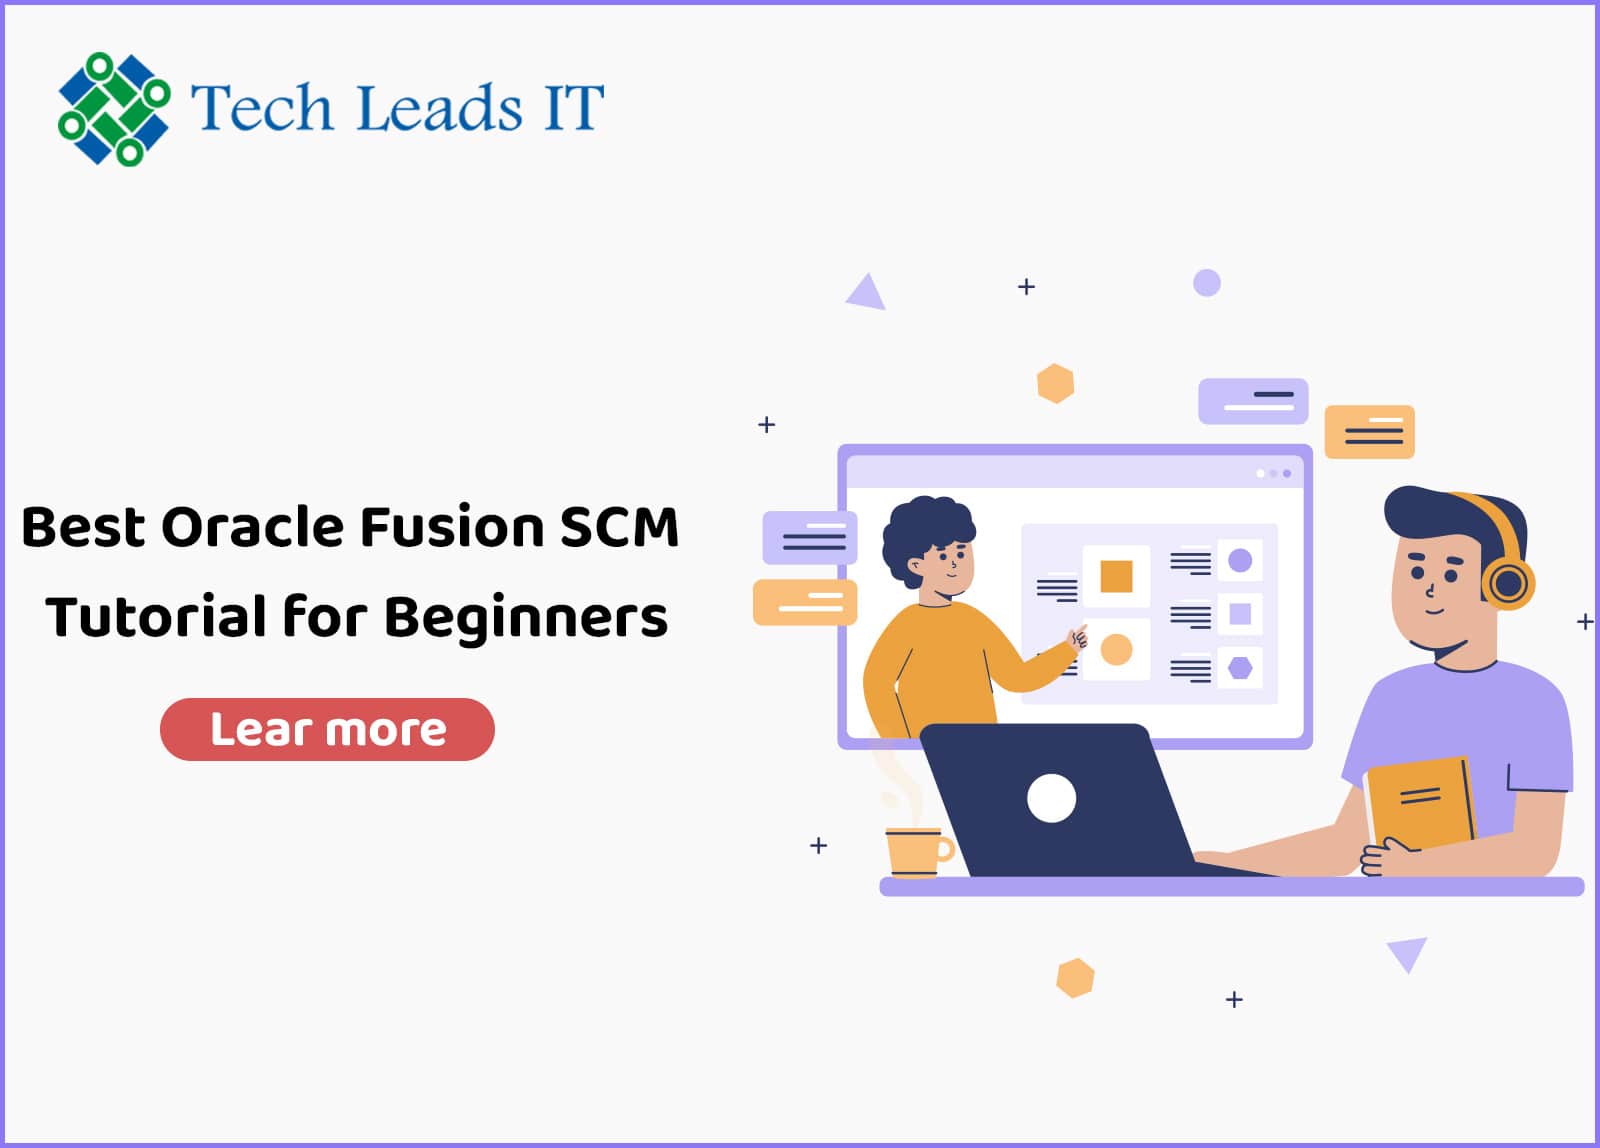 Tech Leads IT
Best Oracle Fusion SCM
Tutorial for Beginners
Lear more